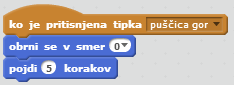 ko je pritisnjena tipka puščica gor
obrni se v smer 0
pojdi 5 korakov